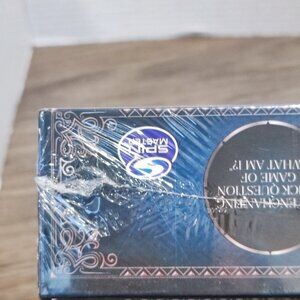 SPIN
MASTER
ENCHANTING
QUESTION
GAME OF
WHAT AM I?